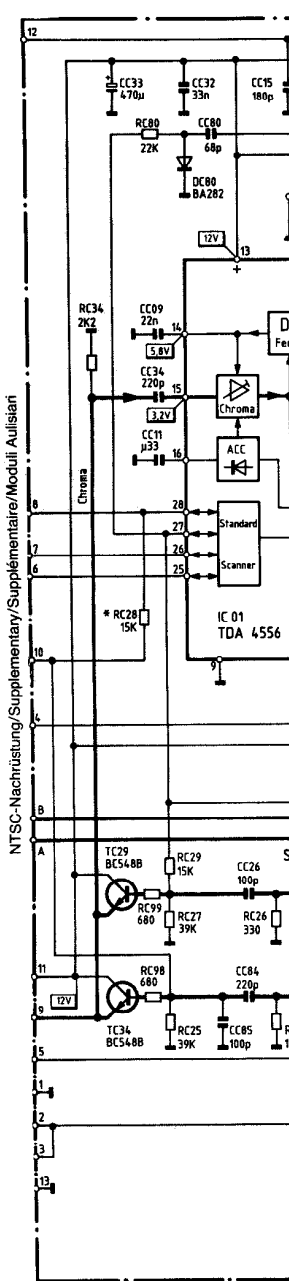 12
CC33
470µ
CC32
33n
CC15
180p
RC80
22K
CC80
68p
DC80
BA282
12V
13
+
RC34
2K2
CC09
22n
14
5,8V
CC34
220p
15
3,2V
Chroma
D
Fe
CC11
µ33
16
ACC
Chroma
NTSC-Nachrüstung/Supplementary/Supplémentaire/Moduli Aulisiari
8
28
27
7
26
6
25
Standard
Scanner
* RC28
15K
IC 01
TDA 4556
10
9
4
B
A
S
TC29
BC548B
RC29
15K
CC26
100p
RC99
680
RC27
39K
RC26
330
11
12V
RC98
680
CC84
220p
9
TC34
BC548B
RC25
39K
CC85
100p
R
1
5
1
2
3
13